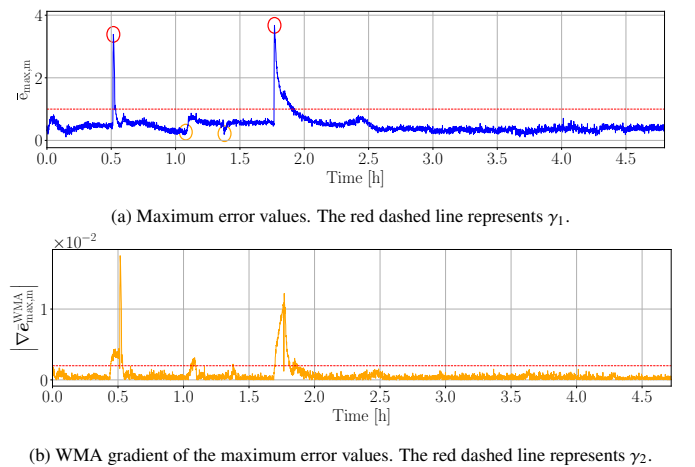 4
2
0
ē_max,m
0.0 0.5 1.0 1.5 2.0 2.5 3.0 3.5 4.0 4.5
Time [h]
(a) Maximum error values. The red dashed line represents γ₁.
×10⁻²
1
0
|∇ē^WMA_max,m|
0.0 0.5 1.0 1.5 2.0 2.5 3.0 3.5 4.0 4.5
Time [h]
(b) WMA gradient of the maximum error values. The red dashed line represents γ₂.